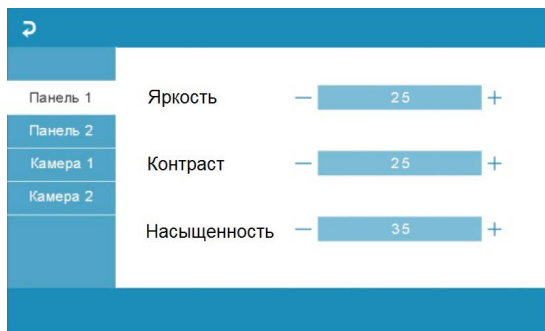 Панель 1
Панель 2
Камера 1
Камера 2
Яркость — 25 +
Контраст — 25 +
Насыщенность — 35 +